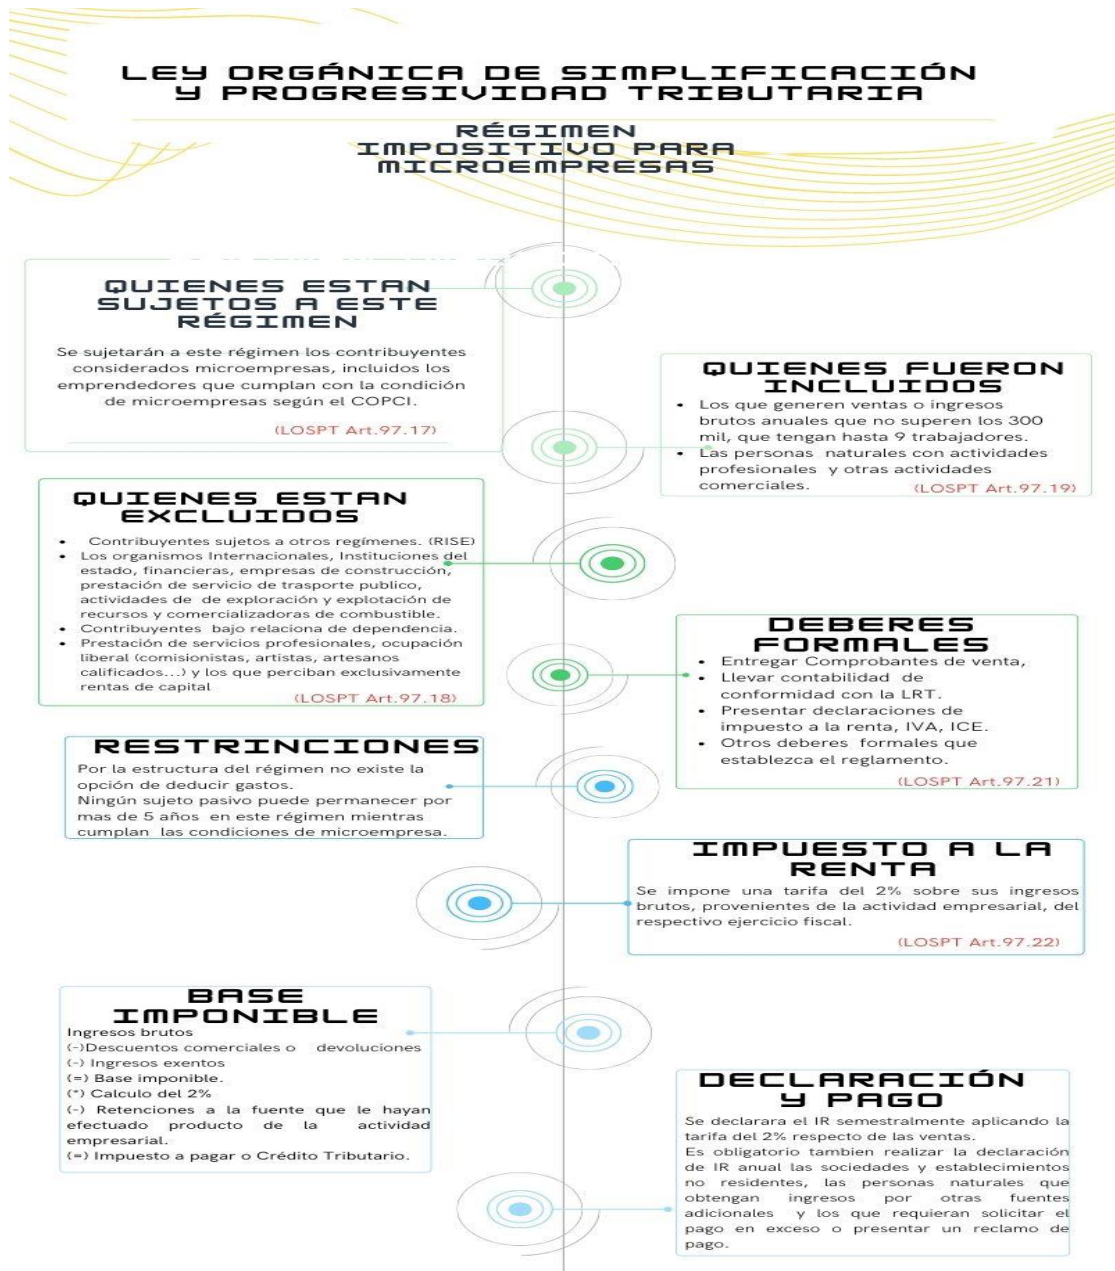 LEY ORGÁNICA DE SIMPLIFICACIÓN
Y PROGRESIVIDAD TRIBUTARIA
RÉGIMEN
IMPOSITIVO PARA
MICROEMPRESAS
QUIENES ESTAN
SUJETOS A ESTE
RÉGIMEN
Se sujetarán a este régimen los contribuyentes
considerados microempresas, incluidos los
emprendedores que cumplan con la condición
de microempresas según el COPCI.
(LOSPT Art.97.17)
QUIENES FUERON
INCLUIDOS
• Los que generen ventas o ingresos
brutos anuales que no superen los 300
mil, que tengan hasta 9 trabajadores.
• Las personas naturales con actividades
profesionales y otras actividades
comerciales.
(LOSPT Art.97.19)
QUIENES ESTAN
EXCLUIDOS
• Contribuyentes sujetos a otros regímenes. (RISE)
• Los organismos Internacionales, Instituciones del
estado, financieras, empresas de construcción,
prestación de servicio de trasporte publico,
actividades de de exploración y explotación de
recursos y comercializadoras de combustible.
• Contribuyentes bajo relaciona de dependencia.
• Prestación de servicios profesionales, ocupación
liberal (comisionistas, artistas, artesanos
calificados...) y los que perciban exclusivamente
rentas de capital
(LOSPT Art.97.18)
DEBERES
FORMALES
• Entregar Comprobantes de venta,
• Llevar contabilidad de
conformidad con la LRT.
• Presentar declaraciones de
impuesto a la renta, IVA, ICE.
• Otros deberes formales que
establezca el reglamento.
(LOSPT Art.97.21)
RESTRINCIONES
Por la estructura del régimen no existe la
opción de deducir gastos.
Ningún sujeto pasivo puede permanecer por
mas de 5 años en este régimen mientras
cumplan las condiciones de microempresa.
IMPUESTO A LA
RENTA
Se impone una tarifa del 2% sobre sus ingresos
brutos, provenientes de la actividad empresarial, del
respectivo ejercicio fiscal.
(LOSPT Art.97.22)
BASE
IMPONIBLE
Ingresos brutos
(-)Descuentos comerciales o devoluciones
(-) Ingresos exentos
(=) Base imponible.
(*) Calculo del 2%
(-) Retenciones a la fuente que le hayan
efectuado producto de la actividad
empresarial.
(=) Impuesto a pagar o Crédito Tributario.
DECLARACIÓN
Y PAGO
Se declarara el IR semestralmente aplicando la
tarifa del 2% respecto de las ventas.
Es obligatorio tambien realizar la declaración
de IR anual las sociedades y establecimientos
no residentes, las personas naturales que
obtengan ingresos por otras fuentes
adicionales y los que requieran solicitar el
pago en exceso o presentar un reclamo de
pago.